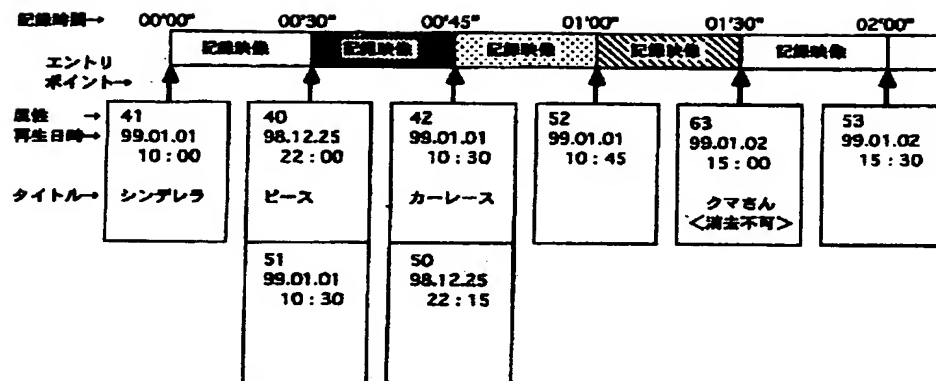 記録時間→ 00'00" 00'30" 00'45" 01'00" 01'30" 02'00"
記録映像 記録映像 記録映像 記録映像 記録映像
エントリ
ポイント→
属性 → 41 40 42 52 63 53
再生日時→ 99.01.01 98.12.25 99.01.01 99.01.01 99.01.02 99.01.02
10:00 22:00 10:30 10:45 15:00 15:30
タイトル→ シンデレラ ピース カーレース クマさん
<消去不可>
51 50
99.01.01 98.12.25
10:30 22:15